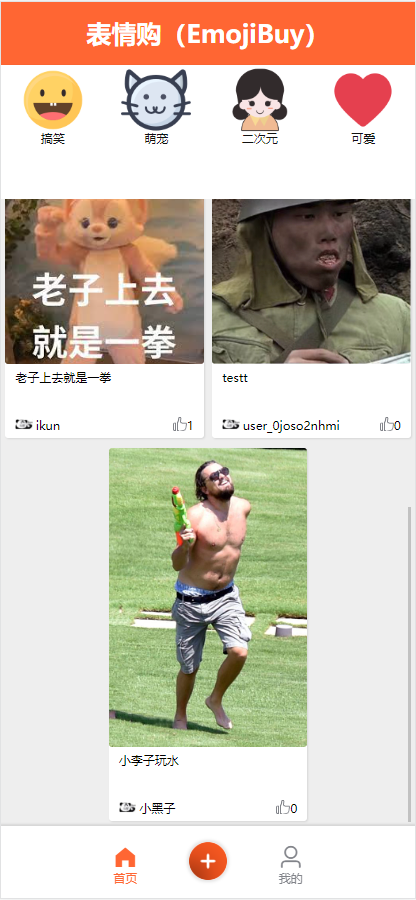 表情购（EmojiBuy）
搞笑
萌宠
二次元
可爱
老子上去
就是一拳
老子上去就是一拳
testt
ikun
1
user_0joso2nhmi
0
小李子玩水
小黑子
0
首页
我的